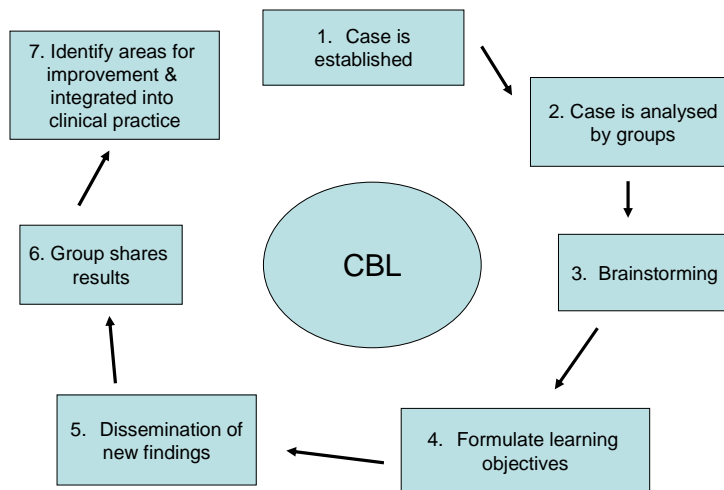 1. Case is
established
2. Case is analysed
by groups
3. Brainstorming
4. Formulate learning
objectives
5. Dissemination of
new findings
6. Group shares
results
7. Identify areas for
improvement &
integrated into
clinical practice
CBL